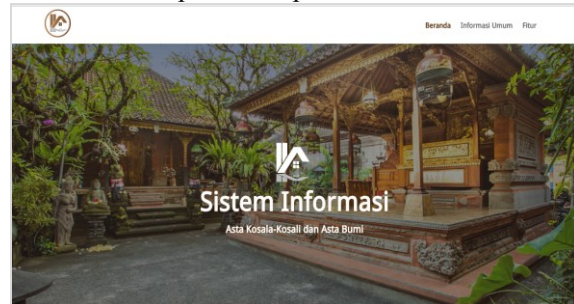 Beranda Informasi Umum Fitur
Sistem Informasi
Asta Kosala-Kosali dan Asta Bumi